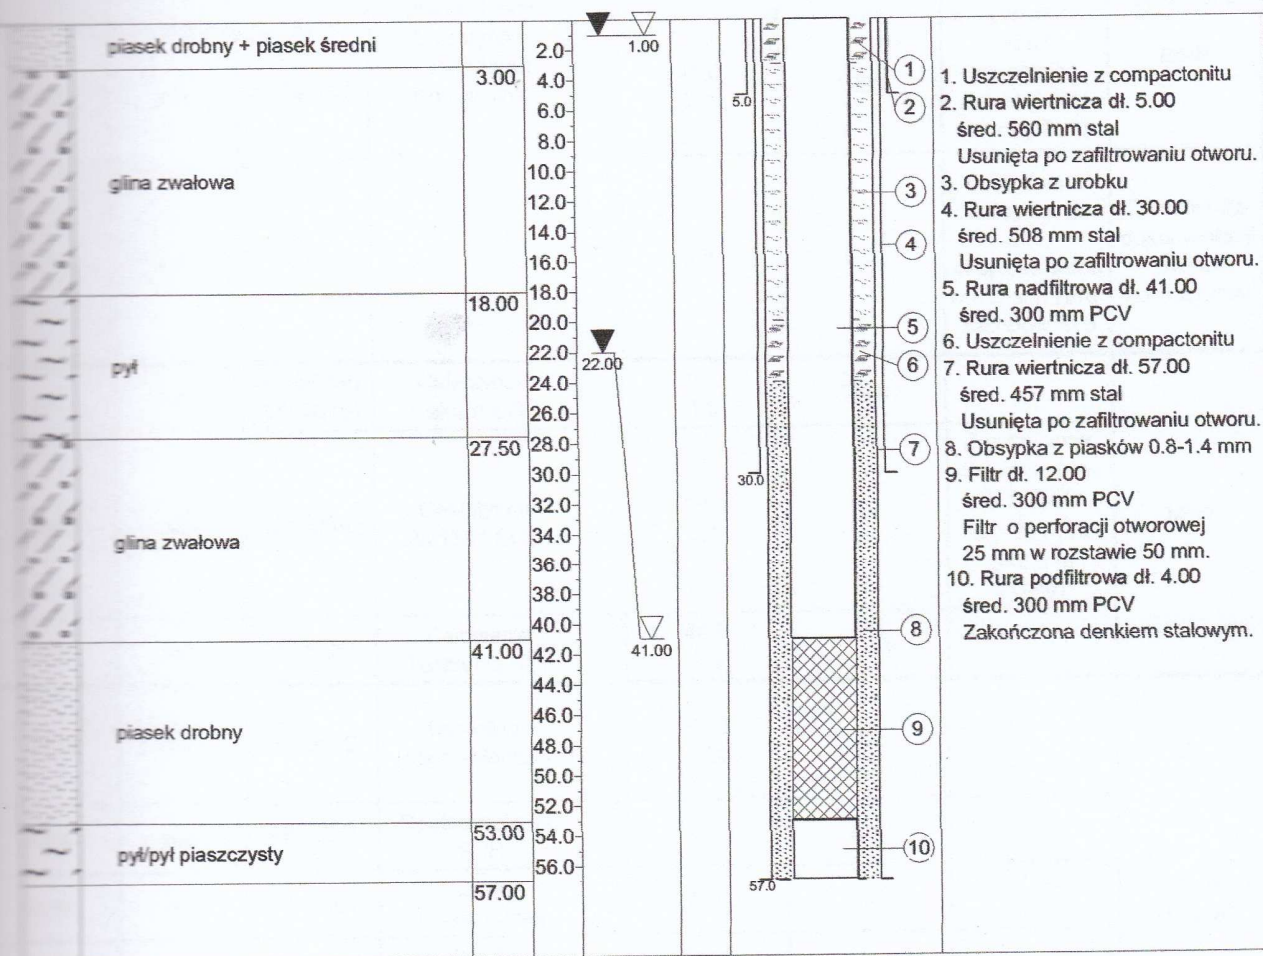 piasek drobny + piasek średni
3.00
glina zwałowa
18.00
pył
27.50
glina zwałowa
41.00
piasek drobny
53.00
pył/pył piaszczysty
57.00
2.0
4.0
6.0
8.0
10.0
12.0
14.0
16.0
18.0
20.0
22.0
24.0
26.0
28.0
30.0
32.0
34.0
36.0
38.0
40.0
42.0
44.0
46.0
48.0
50.0
52.0
54.0
56.0
1.00
22.00
41.00
5.0
30.0
57.0
1
2
3
4
5
6
7
8
9
10
1. Uszczelnienie z compactonitu
2. Rura wiertnicza dł. 5.00
śred. 560 mm stal
Usunięta po zafiltrowaniu otworu.
3. Obsypka z urobku
4. Rura wiertnicza dł. 30.00
śred. 508 mm stal
Usunięta po zafiltrowaniu otworu.
5. Rura nadfiltrowa dł. 41.00
śred. 300 mm PCV
6. Uszczelnienie z compactonitu
7. Rura wiertnicza dł. 57.00
śred. 457 mm stal
Usunięta po zafiltrowaniu otworu.
8. Obsypka z piasków 0.8-1.4 mm
9. Filtr dł. 12.00
śred. 300 mm PCV
Filtr o perforacji otworowej
25 mm w rozstawie 50 mm.
10. Rura podfiltrowa dł. 4.00
śred. 300 mm PCV
Zakończona denkiem stalowym.